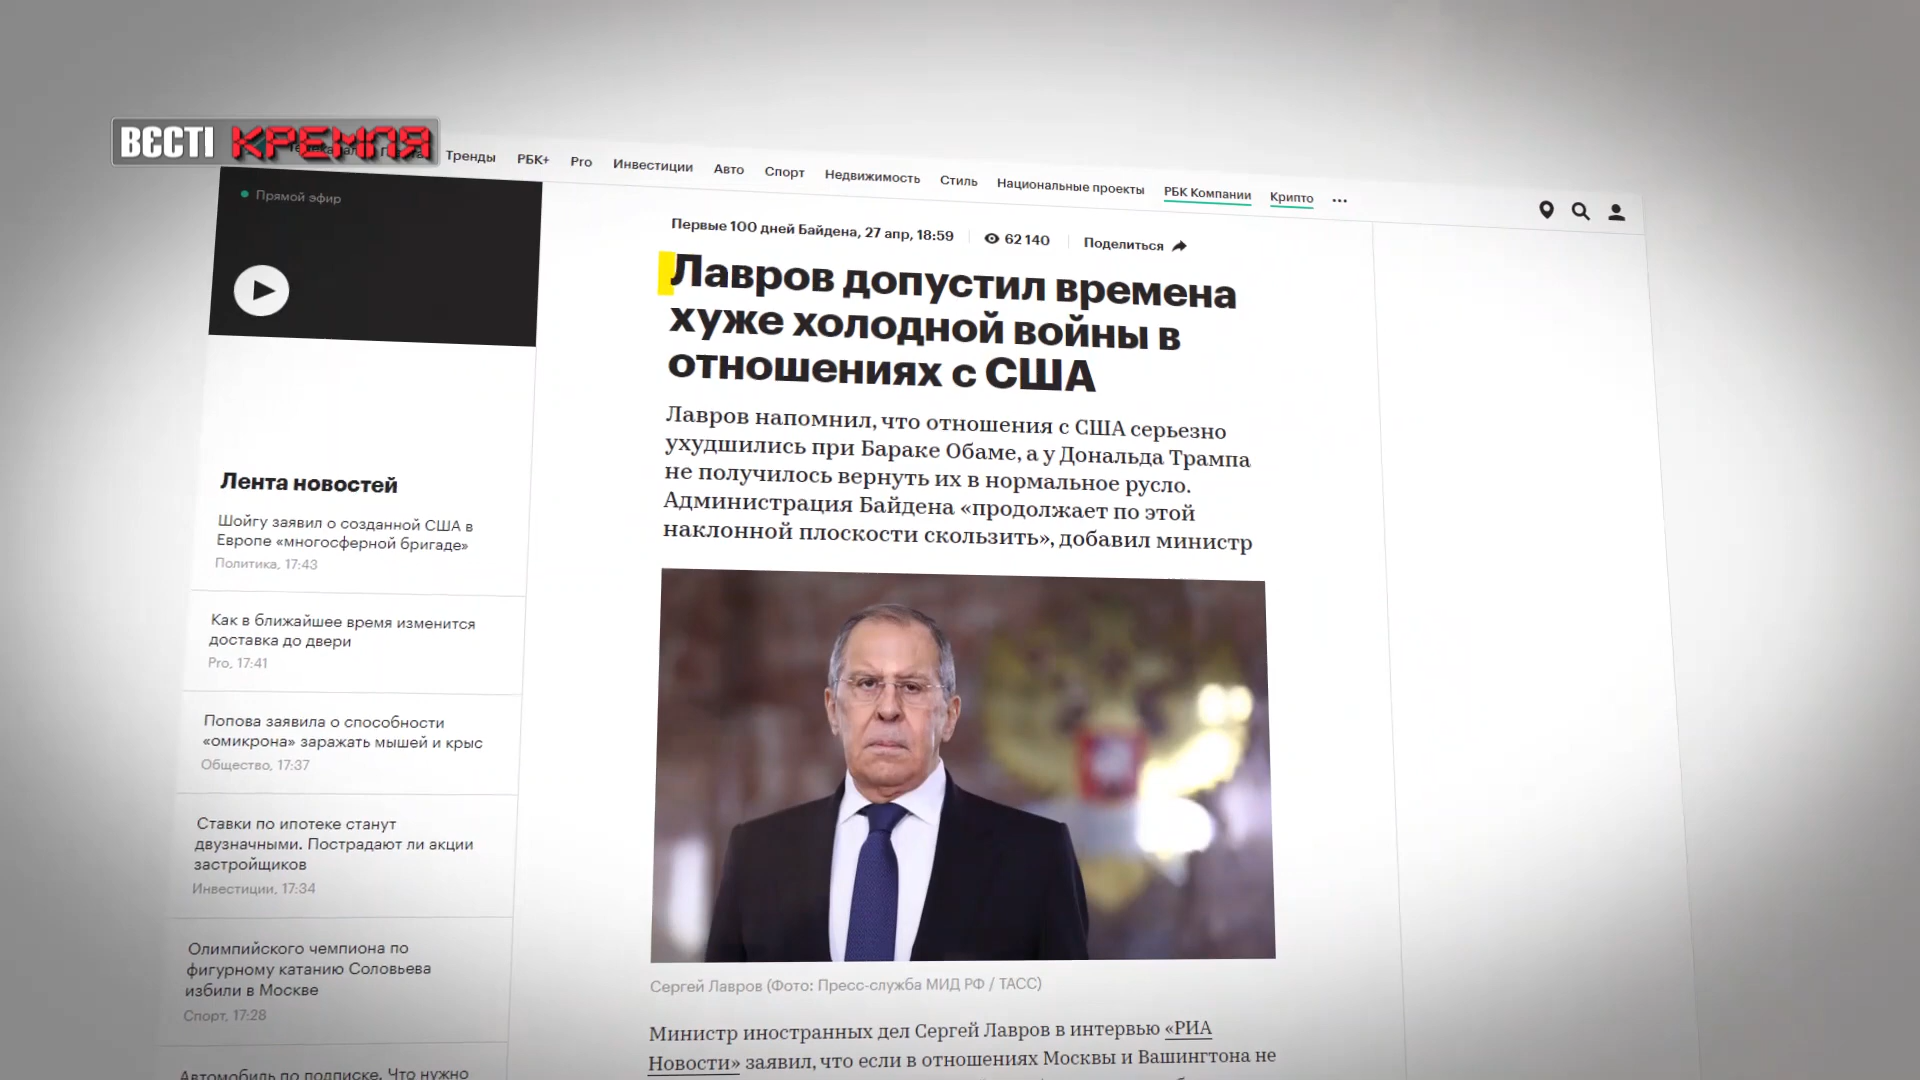 ВЄСТІ КРЕМЛЯ
Тренды РБК+ Pro Инвестиции Авто Спорт Недвижимость Стиль Национальные проекты РБК Компании Крипто ...
Прямой эфир
Первые 100 дней Байдена, 27 апр, 18:59 62 140 Поделиться
Лавров допустил времена
хуже холодной войны в
отношениях с США
Лавров напомнил, что отношения с США серьезно
ухудшились при Бараке Обаме, а у Дональда Трампа
не получилось вернуть их в нормальное русло.
Администрация Байдена «продолжает по этой
наклонной плоскости скользить», добавил министр
Лента новостей
Шойгу заявил о созданной США в
Европе «многосферной бригаде»
Политика, 17:43
Как в ближайшее время изменится
доставка до двери
Pro, 17:41
Попова заявила о способности
«омикрона» заражать мышей и крыс
Общество, 17:37
Ставки по ипотеке станут
двузначными. Пострадают ли акции
застройщиков
Инвестиции, 17:34
Олимпийского чемпиона по
фигурному катанию Соловьева
избили в Москве
Спорт, 17:28
Автомобиль по подписке. Что нужно
Сергей Лавров (Фото: Пресс-служба МИД РФ / ТАСС)
Министр иностранных дел Сергей Лавров в интервью «РИА
Новости» заявил, что если в отношениях Москвы и Вашингтона не